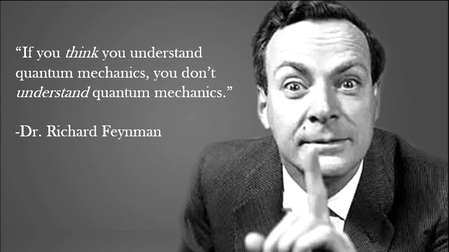 “If you think you understand
quantum mechanics, you don’t
understand quantum mechanics.”
-Dr. Richard Feynman